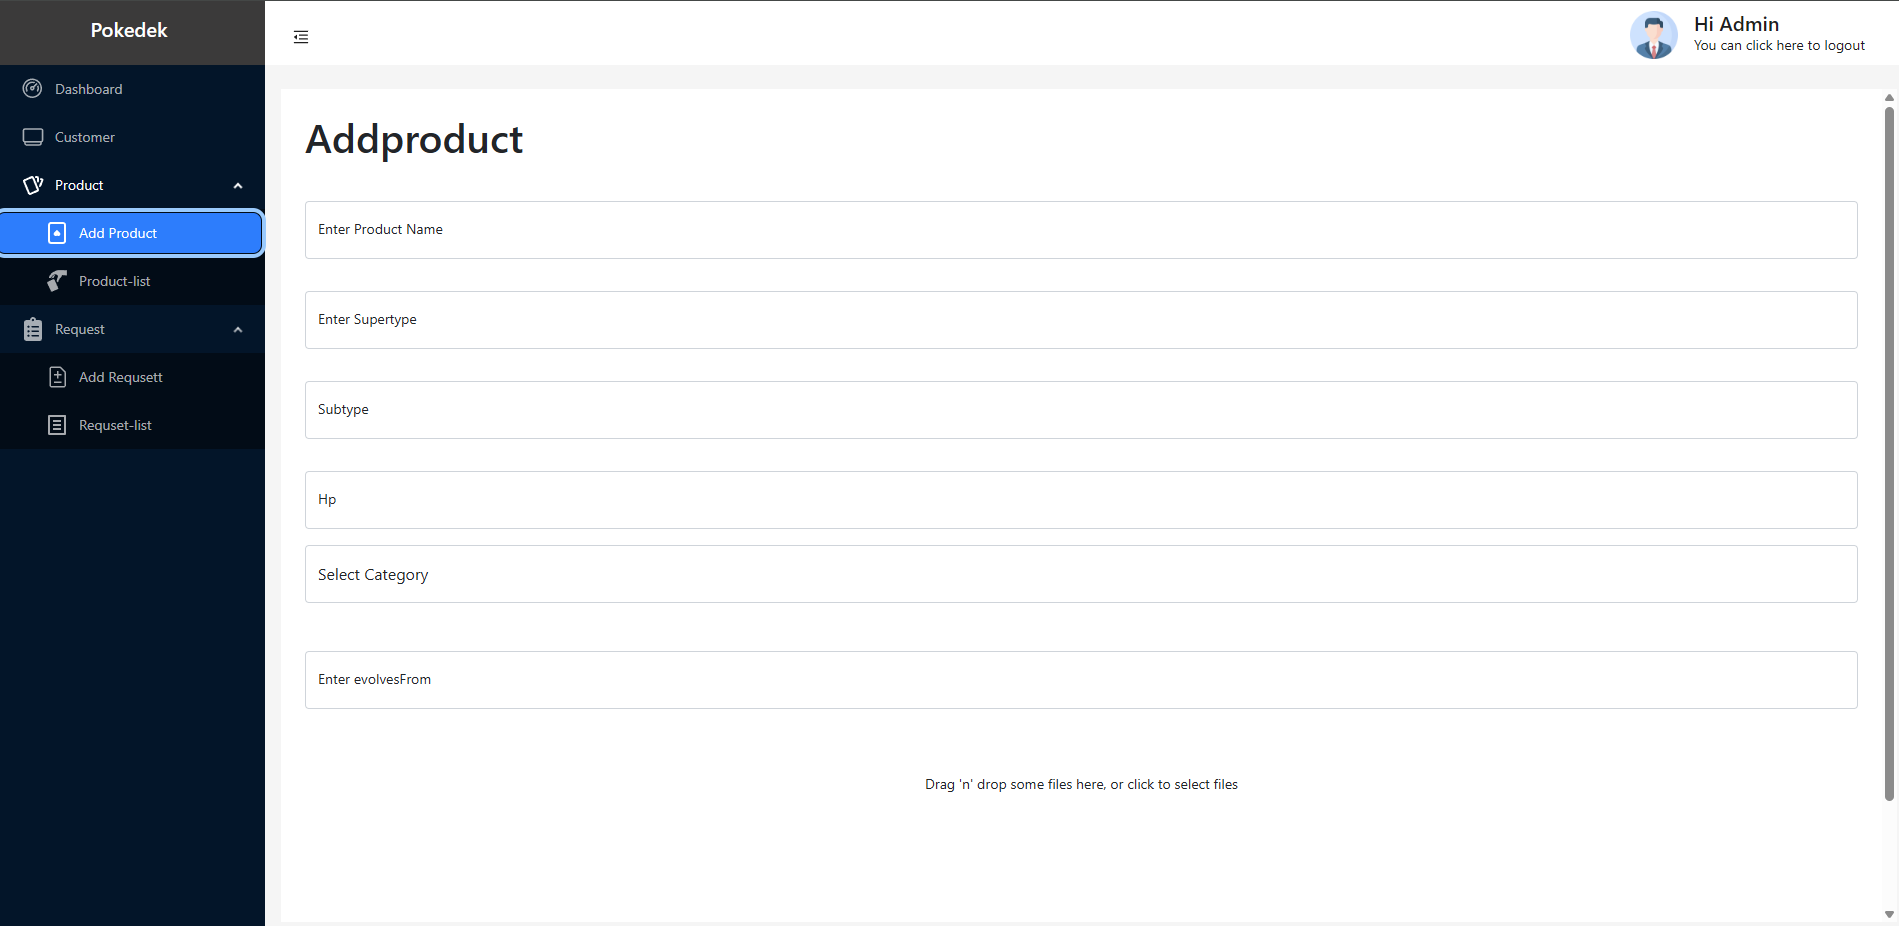 Pokedek
Hi Admin
You can click here to logout
Dashboard
Customer
Product
Add Product
Product-list
Request
Add Requsett
Requset-list
Addproduct
Enter Product Name
Enter Supertype
Subtype
Hp
Select Category
Enter evolvesFrom
Drag 'n' drop some files here, or click to select files